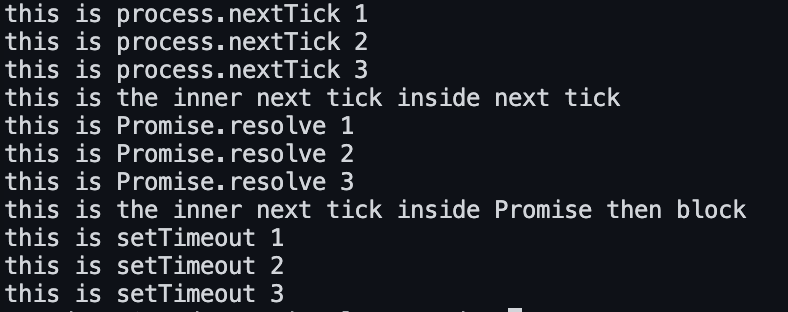 this is process.nextTick 1
this is process.nextTick 2
this is process.nextTick 3
this is the inner next tick inside next tick
this is Promise.resolve 1
this is Promise.resolve 2
this is Promise.resolve 3
this is the inner next tick inside Promise then block
this is setTimeout 1
this is setTimeout 2
this is setTimeout 3